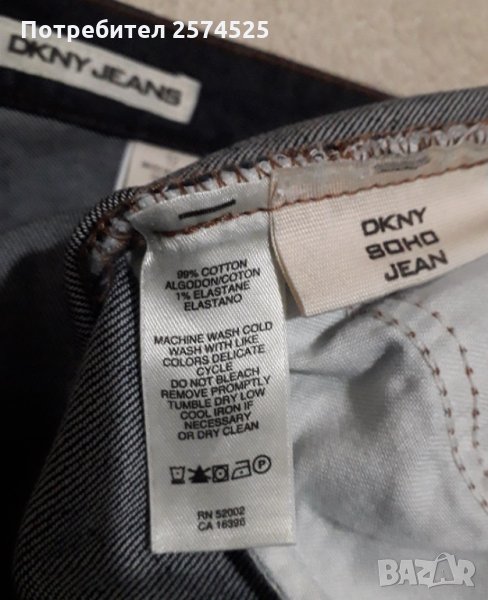 Потребител 2574525
DKNY JEANS
99% COTTON
ALGODON/COTON
1% ELASTANE
ELASTANO
MACHINE WASH COLD
WASH WITH LIKE
COLORS DELICATE
CYCLE
DO NOT BLEACH
REMOVE PROMPTLY
TUMBLE DRY LOW
COOL IRON IF
NECESSARY
OR DRY CLEAN
P
RN 52002
CA 16396
DKNY
SOHO
JEAN
BAZAR